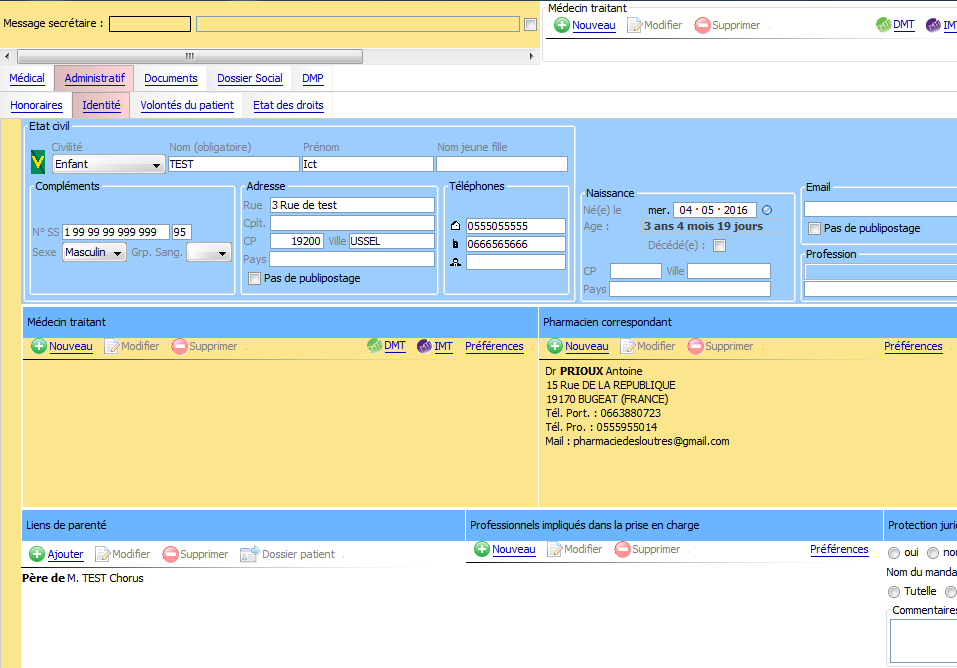 Message secrétaire :
Médecin traitant
Nouveau Modifier Supprimer DMT IMT
Médical Administratif Documents Dossier Social DMP
Honoraires Identité Volontés du patient Etat des droits
Etat civil
Civilité Nom (obligatoire) Prénom Nom jeune fille
V Enfant TEST Ict
Compléments
N° SS 1 99 99 99 999 999 95
Sexe Masculin Grp. Sang.
Adresse
Rue 3 Rue de test
Cplt.
CP 19200 Ville USSEL
Pays
Pas de publipostage
Téléphones
0555055555
0666565666
Naissance
Né(e) le mer. 04 · 05 · 2016
Age : 3 ans 4 mois 19 jours
Décédé(e) :
CP Ville
Pays
Email
Pas de publipostage
Profession
Médecin traitant
Nouveau Modifier Supprimer DMT IMT Préférences
Pharmacien correspondant
Nouveau Modifier Supprimer Préférences
Dr PRIOUX Antoine
15 Rue DE LA REPUBLIQUE
19170 BUGEAT (FRANCE)
Tél. Port. : 0663880723
Tél. Pro. : 0555955014
Mail : pharmaciedesloutres@gmail.com
Liens de parenté
Ajouter Modifier Supprimer Dossier patient
Père de M. TEST Chorus
Professionnels impliqués dans la prise en charge
Nouveau Modifier Supprimer Préférences
Protection juri
oui non
Nom du manda
Tutelle
Commentaires